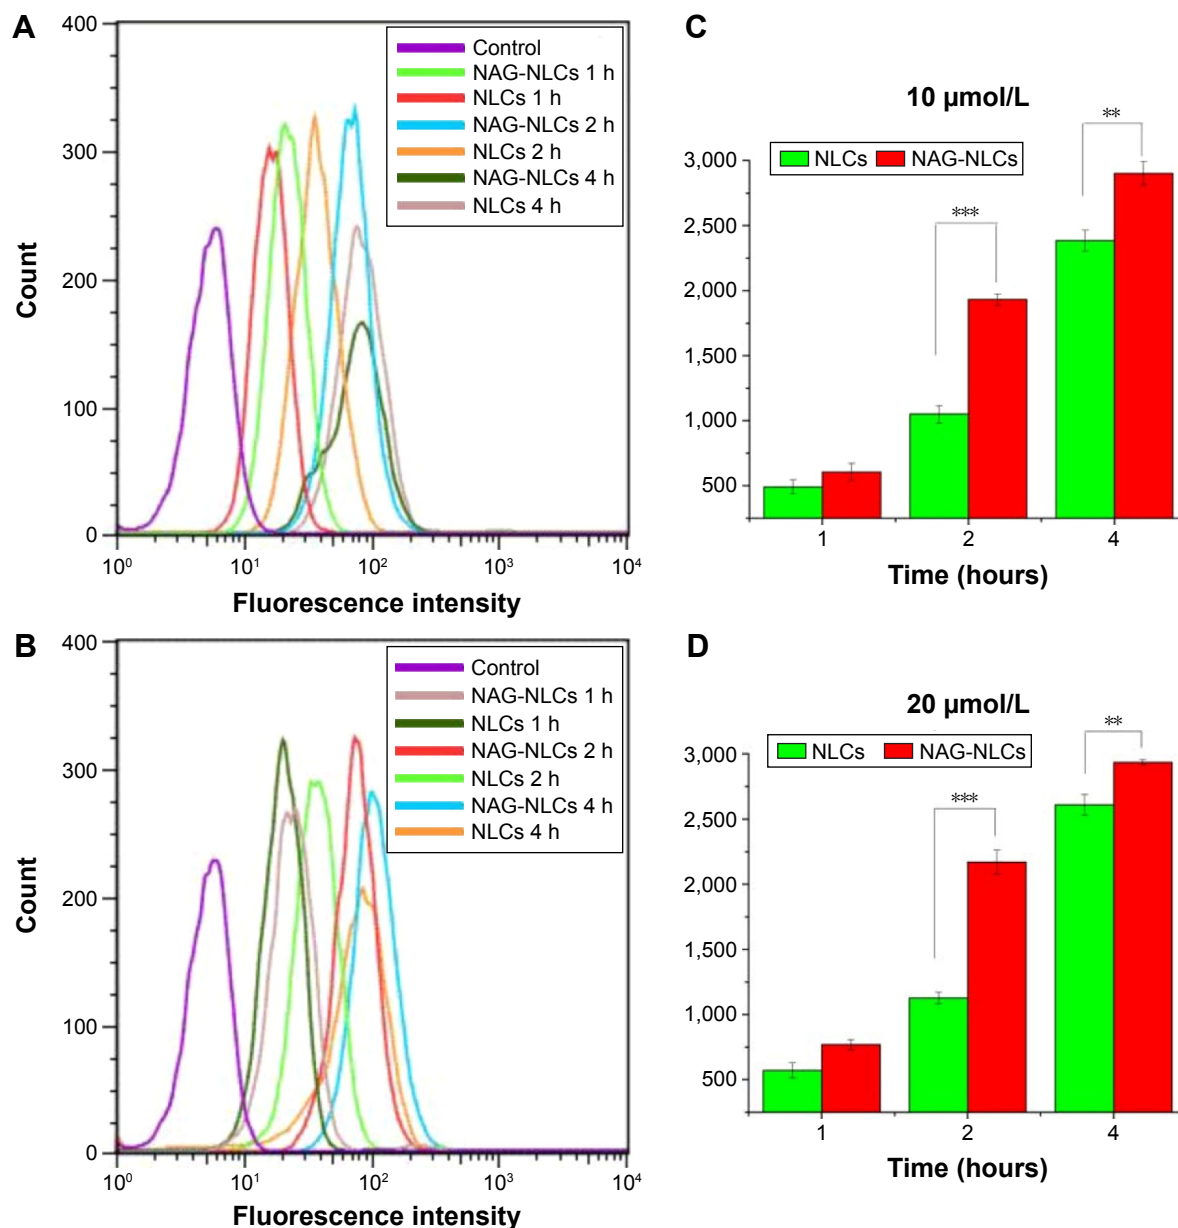 A
400
300
200
100
0
Count
Control
NAG-NLCs 1 h
NLCs 1 h
NAG-NLCs 2 h
NLCs 2 h
NAG-NLCs 4 h
NLCs 4 h
10⁰ 10¹ 10² 10³ 10⁴
Fluorescence intensity
C
10 µmol/L
NLCs NAG-NLCs
**
***
3,000
2,500
2,000
1,500
1,000
500
1 2 4
Time (hours)
B
400
300
200
100
0
Count
Control
NAG-NLCs 1 h
NLCs 1 h
NAG-NLCs 2 h
NLCs 2 h
NAG-NLCs 4 h
NLCs 4 h
10⁰ 10¹ 10² 10³ 10⁴
Fluorescence intensity
D
20 µmol/L
NLCs NAG-NLCs
**
***
3,000
2,500
2,000
1,500
1,000
500
1 2 4
Time (hours)